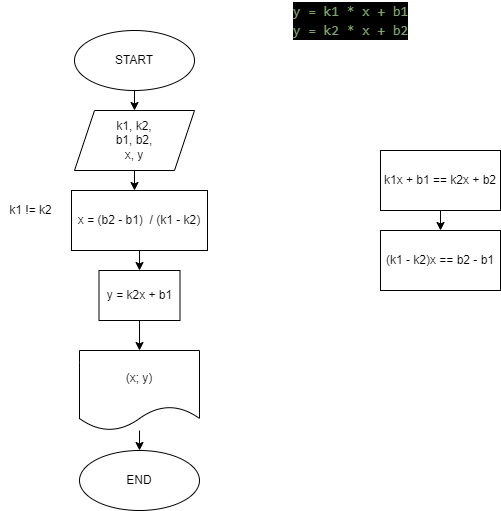 y = k1 * x + b1
y = k2 * x + b2
START
k1, k2,
b1, b2,
x, y
k1 != k2
x = (b2 - b1) / (k1 - k2)
y = k2x + b1
(x; y)
END
k1x + b1 == k2x + b2
(k1 - k2)x == b2 - b1